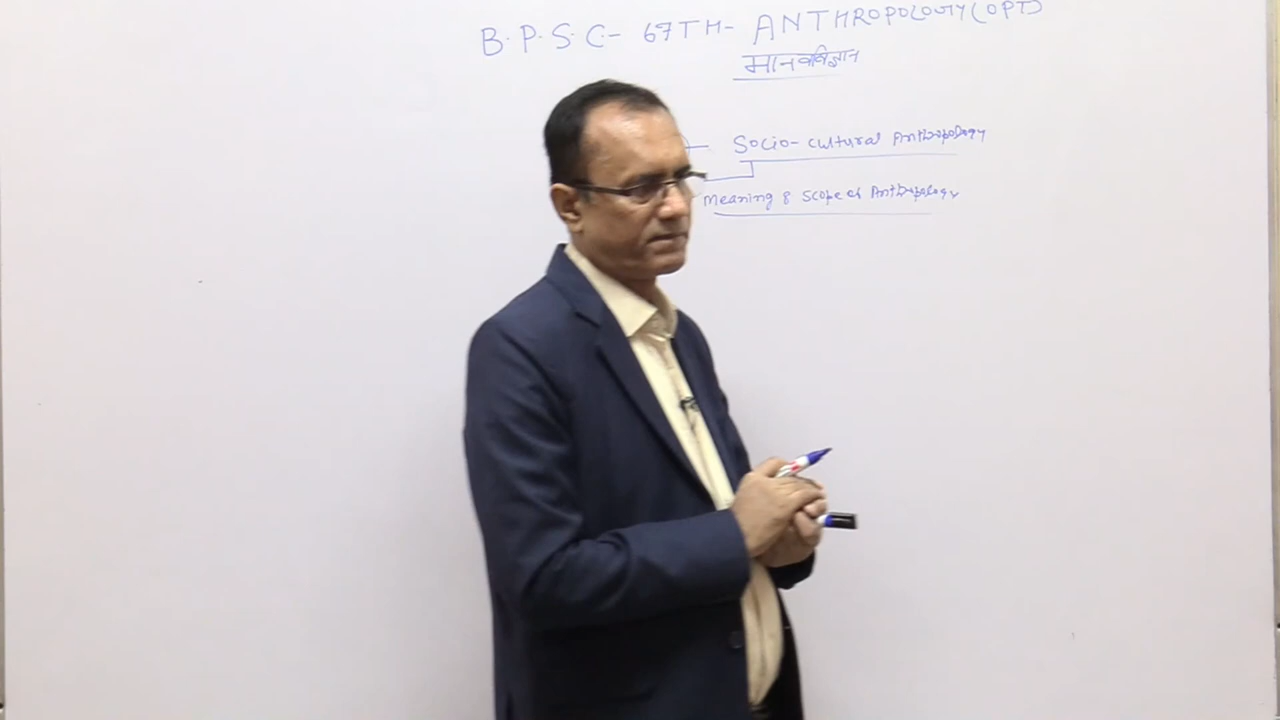 B.P.S.C- 67TH- ANTHROPOLOGY(OPT)
मानवविज्ञान
Socio-cultural Anthropology
Meaning & Scope of Anthropology